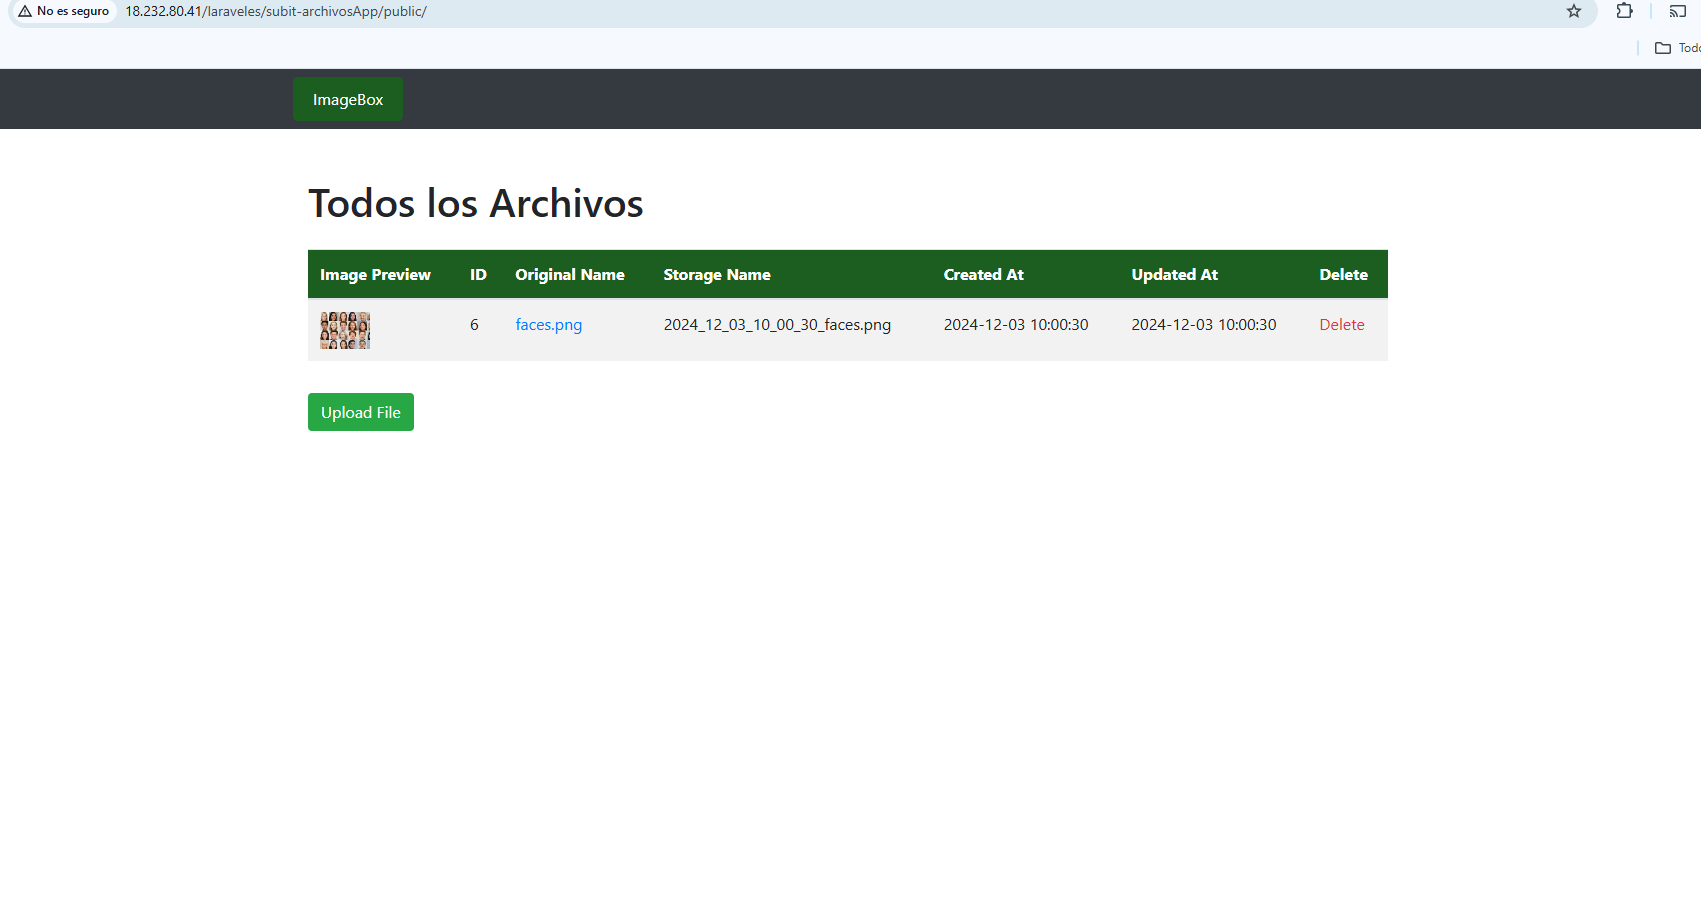 No es seguro 18.232.80.41/laraveles/subit-archivosApp/public/
ImageBox
Todos los Archivos
Image Preview ID Original Name Storage Name Created At Updated At Delete
6 faces.png 2024_12_03_10_00_30_faces.png 2024-12-03 10:00:30 2024-12-03 10:00:30 Delete
Upload File